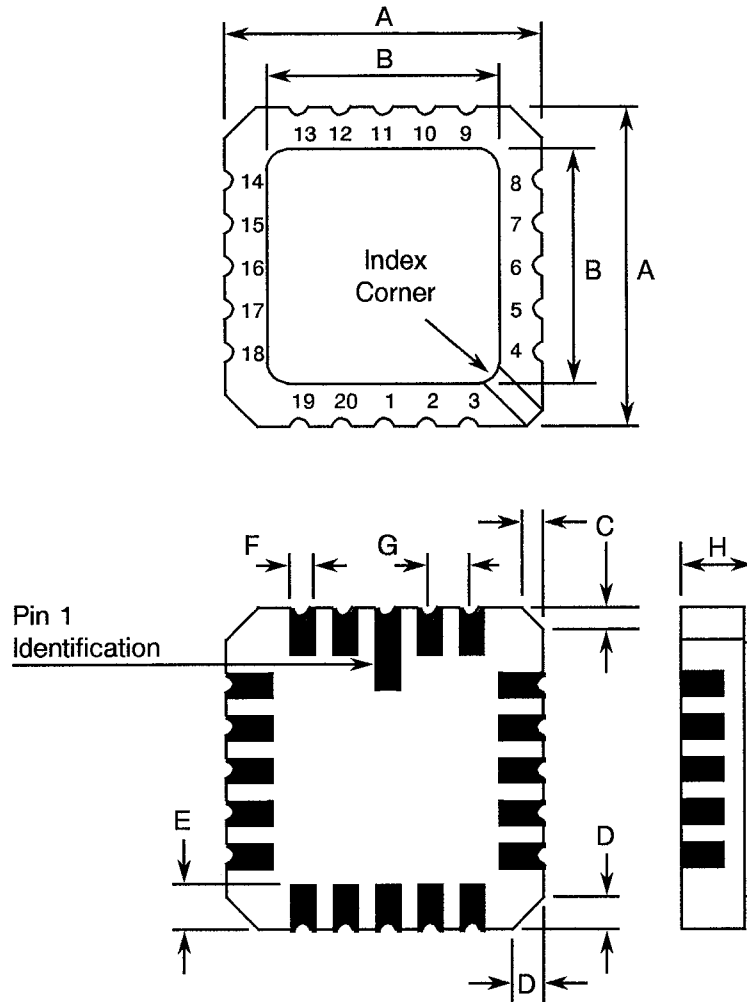 A
B
13 12 11 10 9
14 8
15 7
16 Index 6 B A
Corner
17 5
18 4
19 20 1 2 3
C
F G H
Pin 1
Identification
E D
D